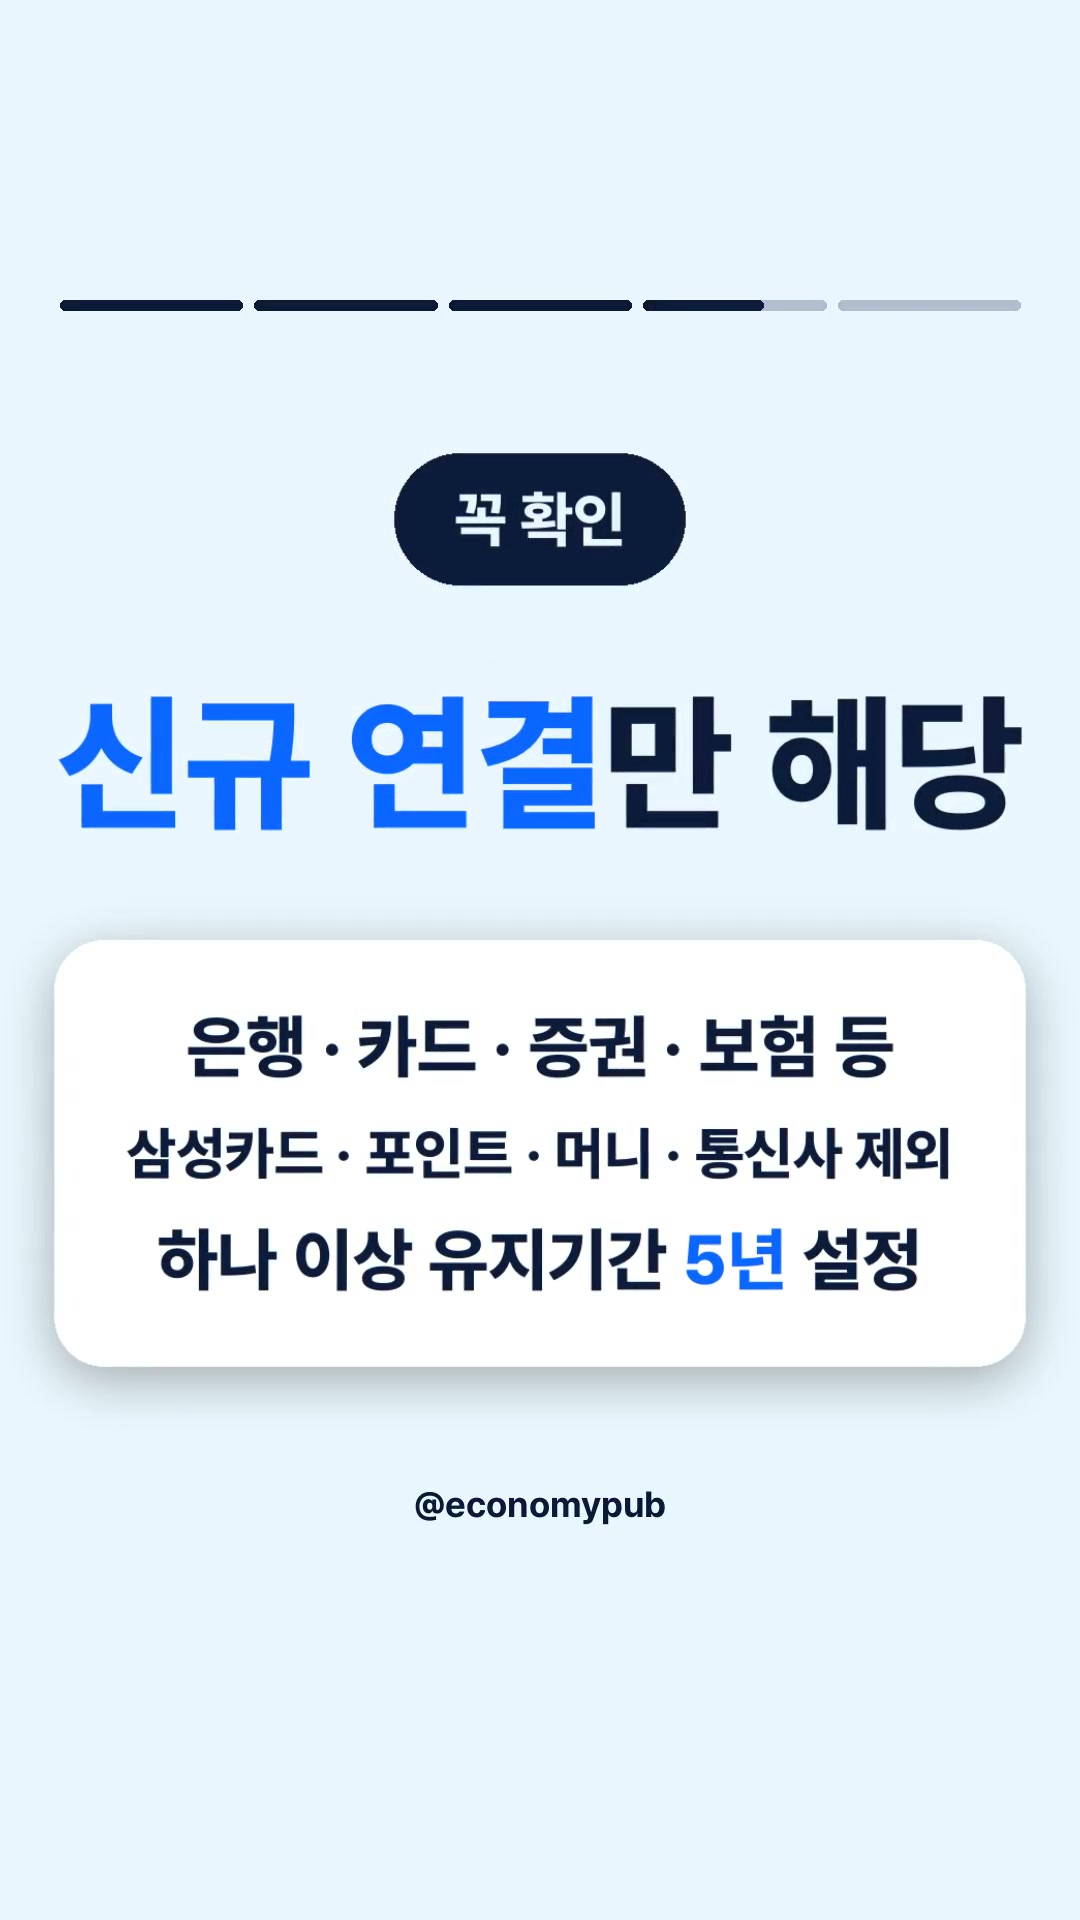 꼭 확인
신규 연결만 해당
은행 · 카드 · 증권 · 보험 등
삼성카드 · 포인트 · 머니 · 통신사 제외
하나 이상 유지기간 5년 설정
@economypub